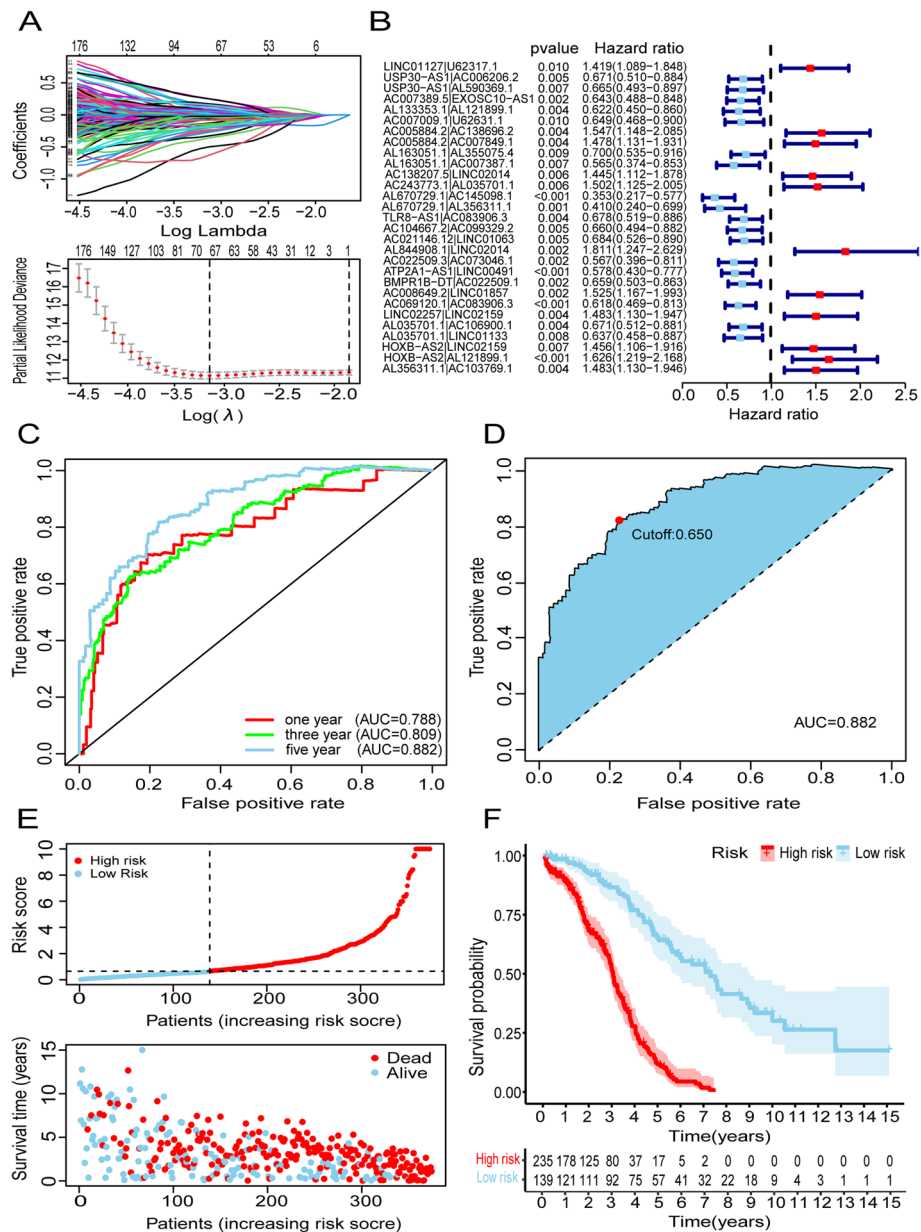 A
176 132 94 67 53 6
0.5
0.0
-0.5
-1.0
Coefficients
-4.5 -4.0 -3.5 -3.0 -2.5 -2.0
Log Lambda
176 149 127 103 81 70 67 63 58 43 31 12 3 1
17
16
15
14
13
12
11
Partial Likelihood Deviance
-4.5 -4.0 -3.5 -3.0 -2.5 -2.0
Log(λ)
B
pvalue Hazard ratio
LINC01127|U62317.1 0.010 1.419(1.089−1.848)
USP30−AS1|AC006206.2 0.005 0.671(0.510−0.884)
USP30−AS1|AL590369.1 0.007 0.665(0.493−0.897)
AC007389.5|EXOSC10−AS1 0.002 0.643(0.488−0.848)
AL133353.1|AL121899.1 0.004 0.622(0.450−0.860)
AC007009.1|U62631.1 0.010 0.649(0.468−0.900)
AC005884.2|AC138696.2 0.004 1.547(1.148−2.085)
AC005884.2|AC007849.1 0.004 1.478(1.131−1.931)
AL163051.1|AL355075.4 0.009 0.700(0.535−0.916)
AL163051.1|AC007387.1 0.007 0.565(0.374−0.853)
AC138207.5|LINC02014 0.006 1.445(1.112−1.878)
AC243773.1|AL035701.1 0.006 1.502(1.125−2.005)
AL670729.1|AC145098.1 <0.001 0.353(0.217−0.577)
AL670729.1|AL356311.1 0.001 0.410(0.240−0.699)
TLR8−AS1|AC083906.3 0.004 0.678(0.519−0.886)
AC104667.2|AC099329.2 0.005 0.660(0.494−0.882)
AC021146.12|LINC01063 0.005 0.684(0.526−0.890)
AL844908.1|LINC02014 0.002 1.811(1.247−2.629)
AC022509.3|AC073046.1 0.002 0.567(0.396−0.811)
ATP2A1−AS1|LINC00491 <0.001 0.578(0.430−0.777)
BMPR1B−DT|AC022509.1 0.002 0.659(0.503−0.863)
AC008649.2|LINC01857 0.002 1.525(1.167−1.993)
AC069120.1|AC083906.3 <0.001 0.618(0.469−0.813)
LINC02257|LINC02159 0.004 1.483(1.130−1.947)
AL035701.1|AC106900.1 0.004 0.671(0.512−0.881)
AL035701.1|LINC01133 0.008 0.637(0.458−0.887)
HOXB−AS2|LINC02159 0.007 1.456(1.106−1.916)
HOXB−AS2|AL121899.1 <0.001 1.626(1.219−2.168)
AL356311.1|AC103769.1 0.004 1.483(1.130−1.946)
0.0 0.5 1.0 1.5 2.0 2.5
Hazard ratio
C
1.0
0.8
0.6
0.4
0.2
0.0
True positive rate
one year (AUC=0.788)
three year (AUC=0.809)
five year (AUC=0.882)
0.0 0.2 0.4 0.6 0.8 1.0
False positive rate
D
1.0
0.8
0.6
0.4
0.2
0.0
True positive rate
Cutoff:0.650
AUC=0.882
0.0 0.2 0.4 0.6 0.8 1.0
False positive rate
E
10
8
6
4
2
0
Risk score
High risk
Low Risk
0 100 200 300
Patients (increasing risk socre)
15
10
5
0
Survival time (years)
Dead
Alive
0 100 200 300
Patients (increasing risk socre)
F
Risk High risk Low risk
1.00
0.75
0.50
0.25
0.00
Survival probability
0 1 2 3 4 5 6 7 8 9 10 11 12 13 14 15
Time(years)
High risk 235 178 125 80 37 17 5 2 0 0 0 0 0 0 0 0
Low risk 139 121 111 92 75 57 41 32 22 18 9 4 3 1 1 1
0 1 2 3 4 5 6 7 8 9 10 11 12 13 14 15
Time(years)